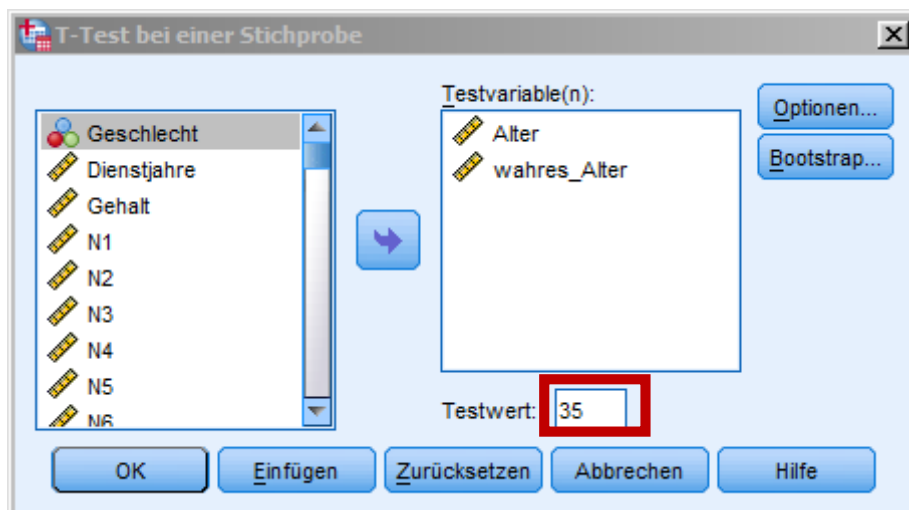 T-Test bei einer Stichprobe
Testvariable(n):
Geschlecht
Dienstjahre
Gehalt
N1
N2
N3
N4
N5
N6
Alter
wahres_Alter
Optionen...
Bootstrap...
Testwert: 35
OK Einfügen Zurücksetzen Abbrechen Hilfe